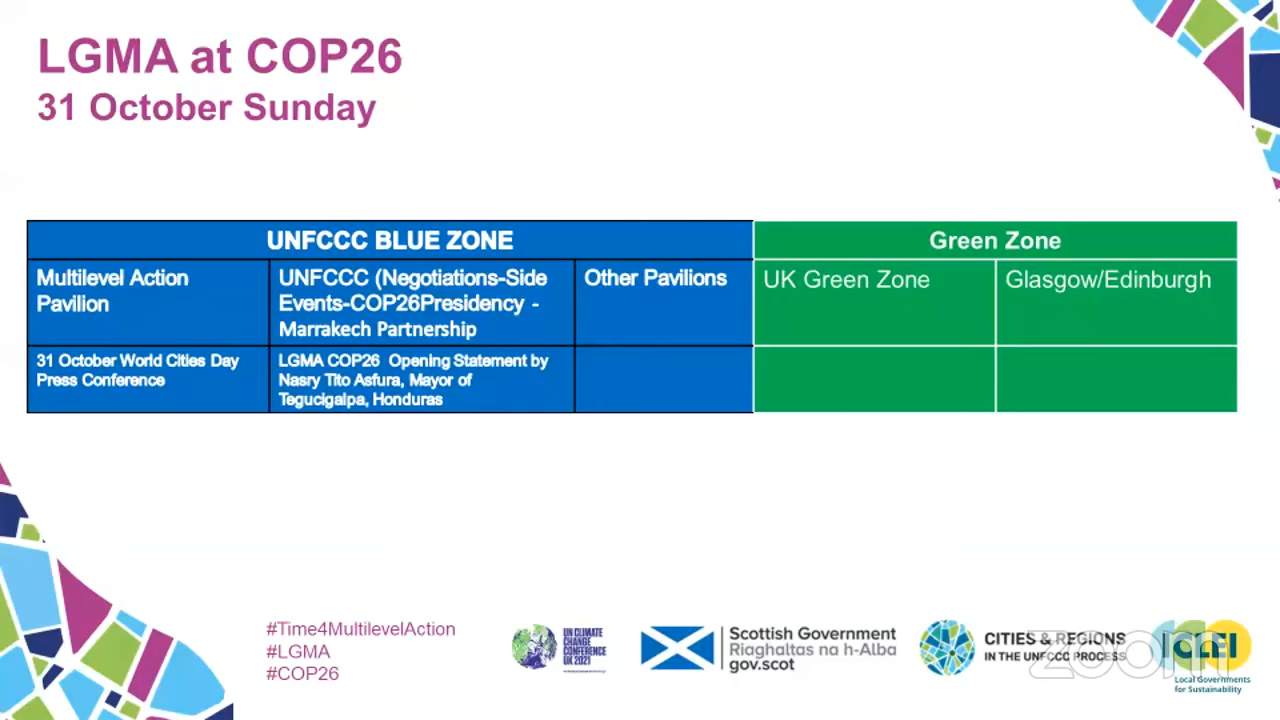 LGMA at COP26
31 October Sunday
UNFCCC BLUE ZONE
Green Zone
Multilevel Action
Pavilion
UNFCCC (Negotiations-Side
Events-COP26Presidency -
Marrakech Partnership
Other Pavilions
UK Green Zone
Glasgow/Edinburgh
31 October World Cities Day
Press Conference
LGMA COP26 Opening Statement by
Nasry Tito Asfura, Mayor of
Tegucigalpa, Honduras
#Time4MultilevelAction
#LGMA
#COP26
UN CLIMATE
CHANGE
CONFERENCE
UK 2021
Scottish Government
Riaghaltas na h-Alba
gov.scot
CITIES & REGIONS
IN THE UNFCCC PROCESS
ICLEI
Local Governments
for Sustainability
zoom